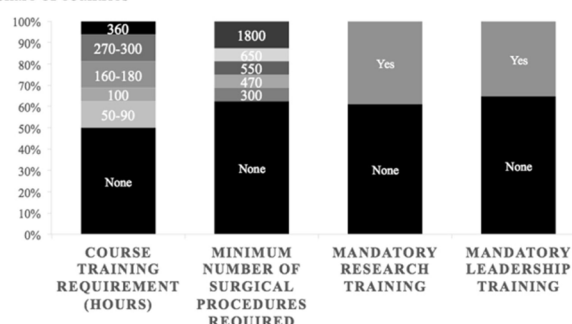 100%
90%
80%
70%
60%
50%
40%
30%
20%
10%
0%
360
270-300
160-180
100
50-90
None
1800
650
550
470
300
None
Yes
None
Yes
None
COURSE
TRAINING
REQUIREMENT
(HOURS)
MINIMUM
NUMBER OF
SURGICAL
PROCEDURES
REQUIRED
MANDATORY
RESEARCH
TRAINING
MANDATORY
LEADERSHIP
TRAINING